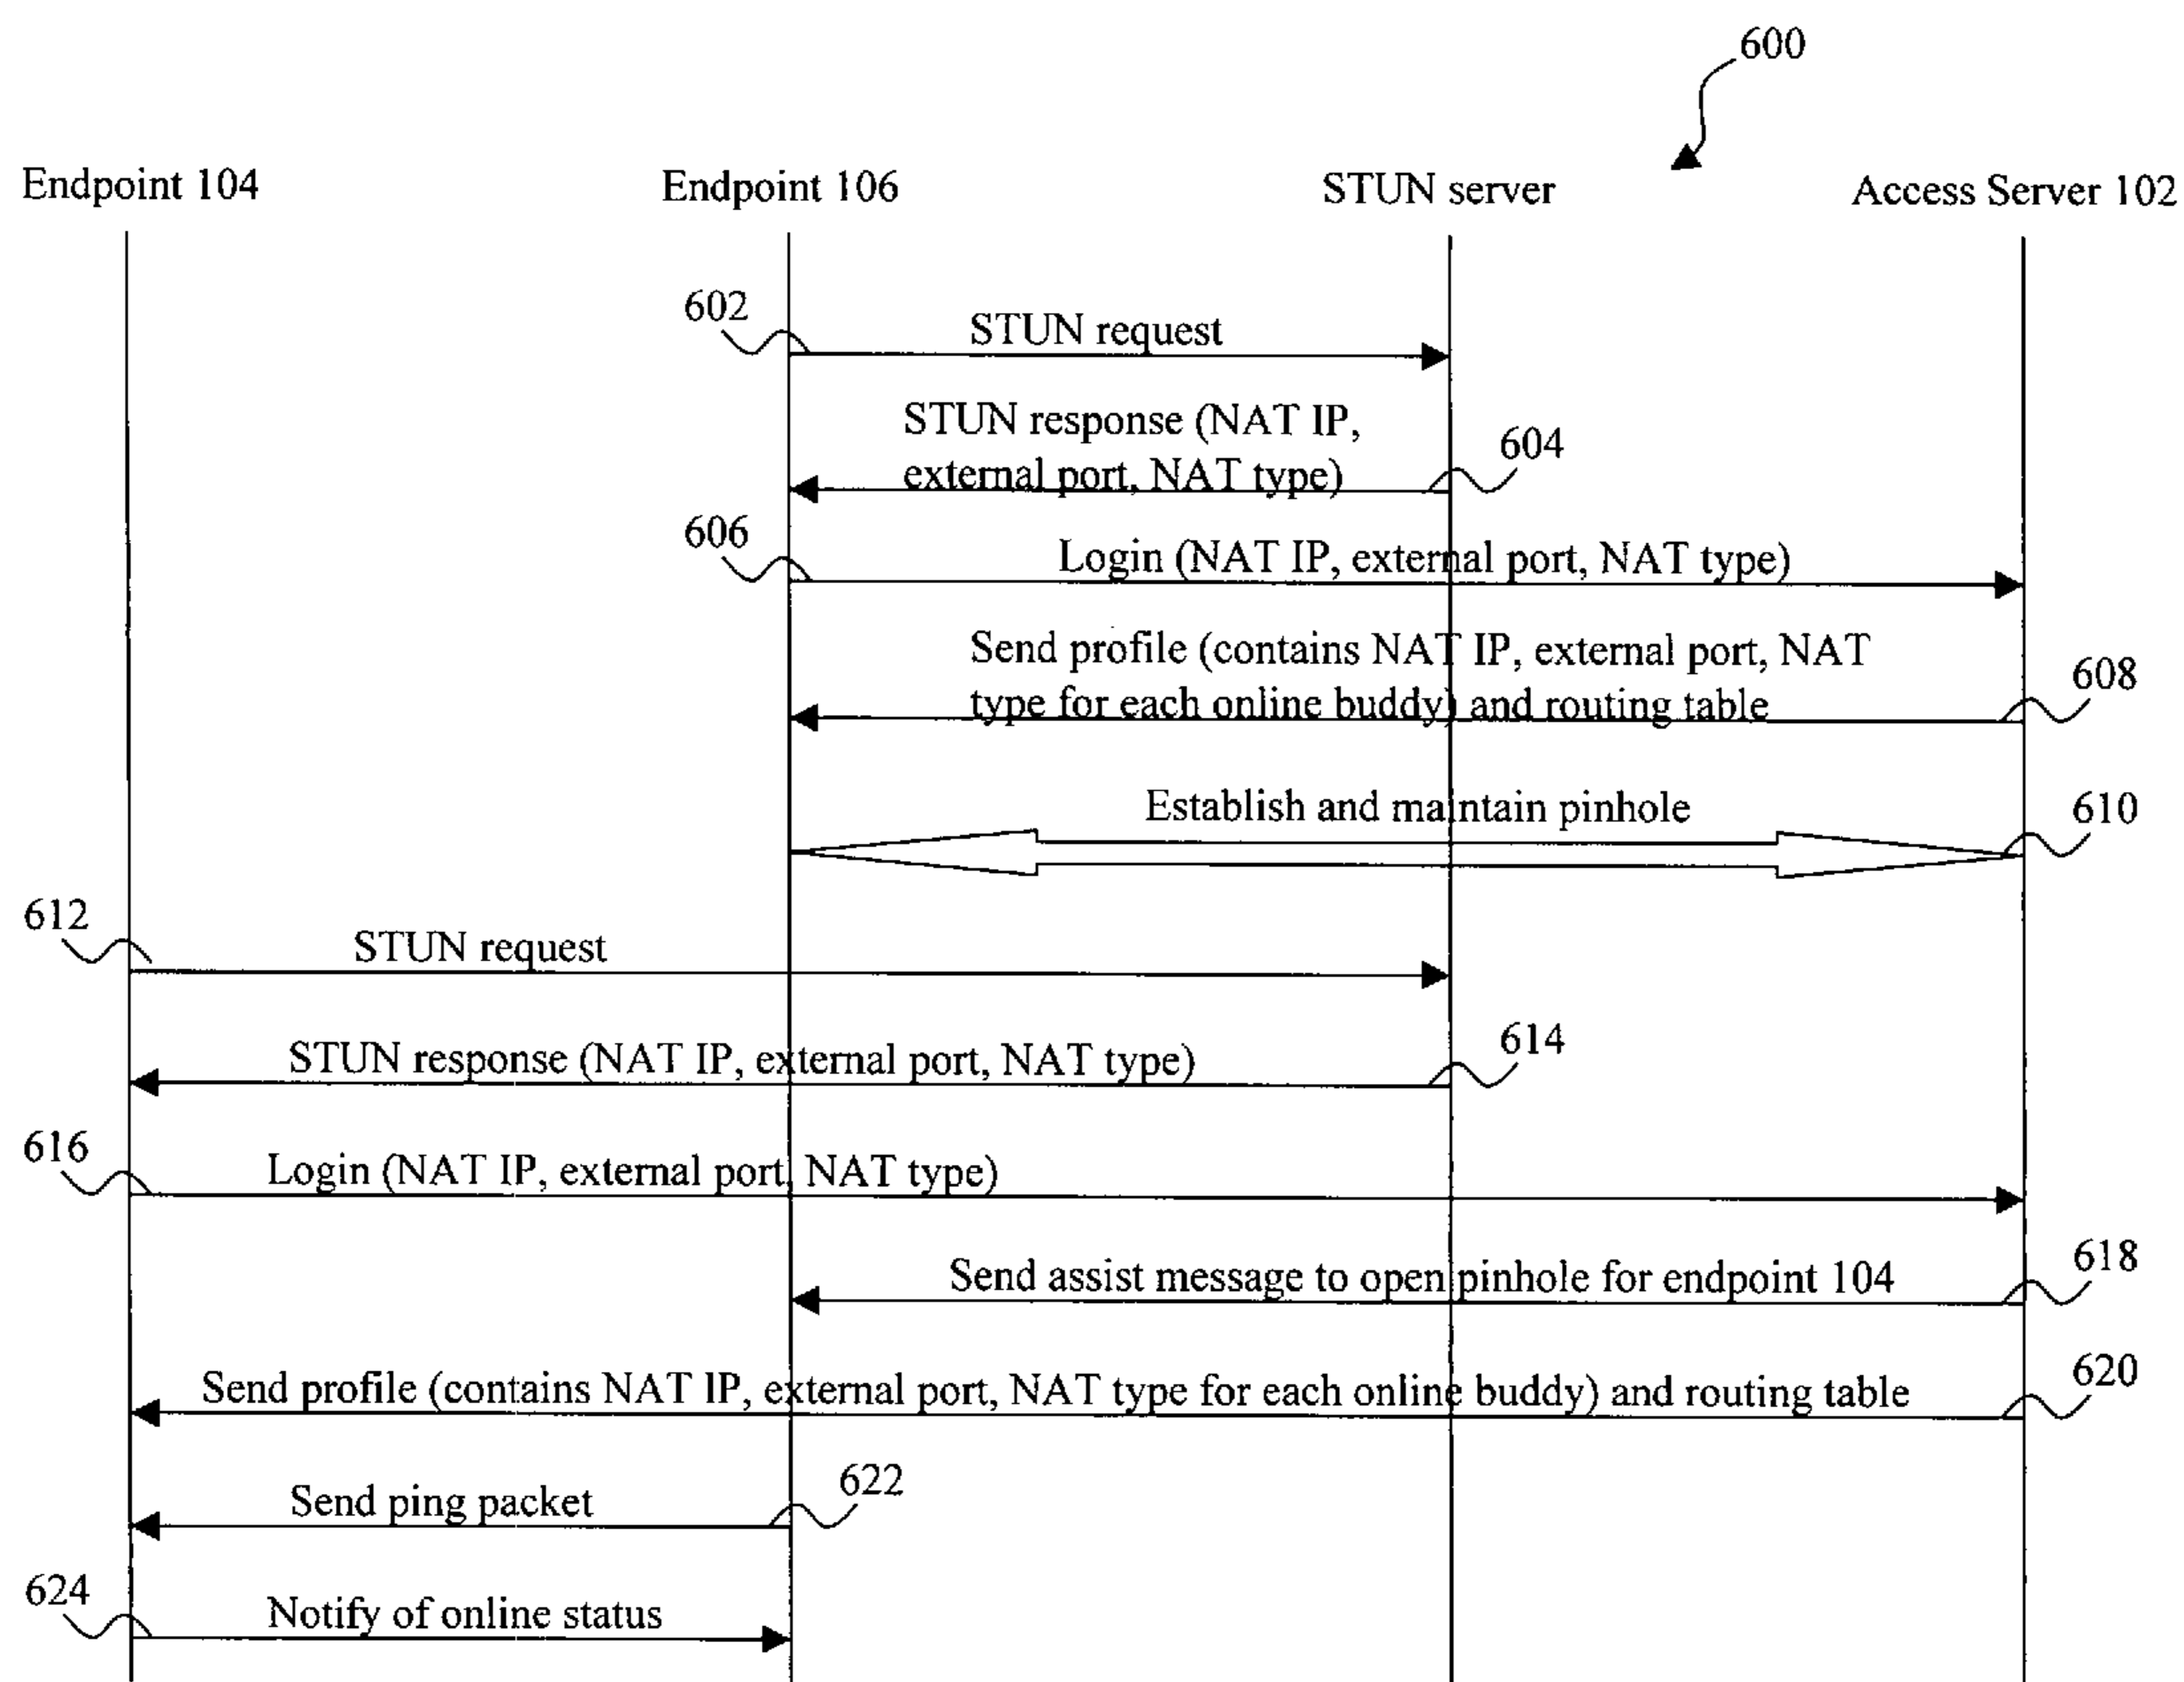 600
Endpoint 104
Endpoint 106
STUN server
Access Server 102
602
STUN request
STUN response (NAT IP,
external port, NAT type)
604
606
Login (NAT IP, external port, NAT type)
Send profile (contains NAT IP, external port, NAT
type for each online buddy) and routing table
608
Establish and maintain pinhole
610
612
STUN request
STUN response (NAT IP, external port, NAT type)
614
616
Login (NAT IP, external port, NAT type)
Send assist message to open pinhole for endpoint 104
618
Send profile (contains NAT IP, external port, NAT type for each online buddy) and routing table
620
Send ping packet
622
624
Notify of online status